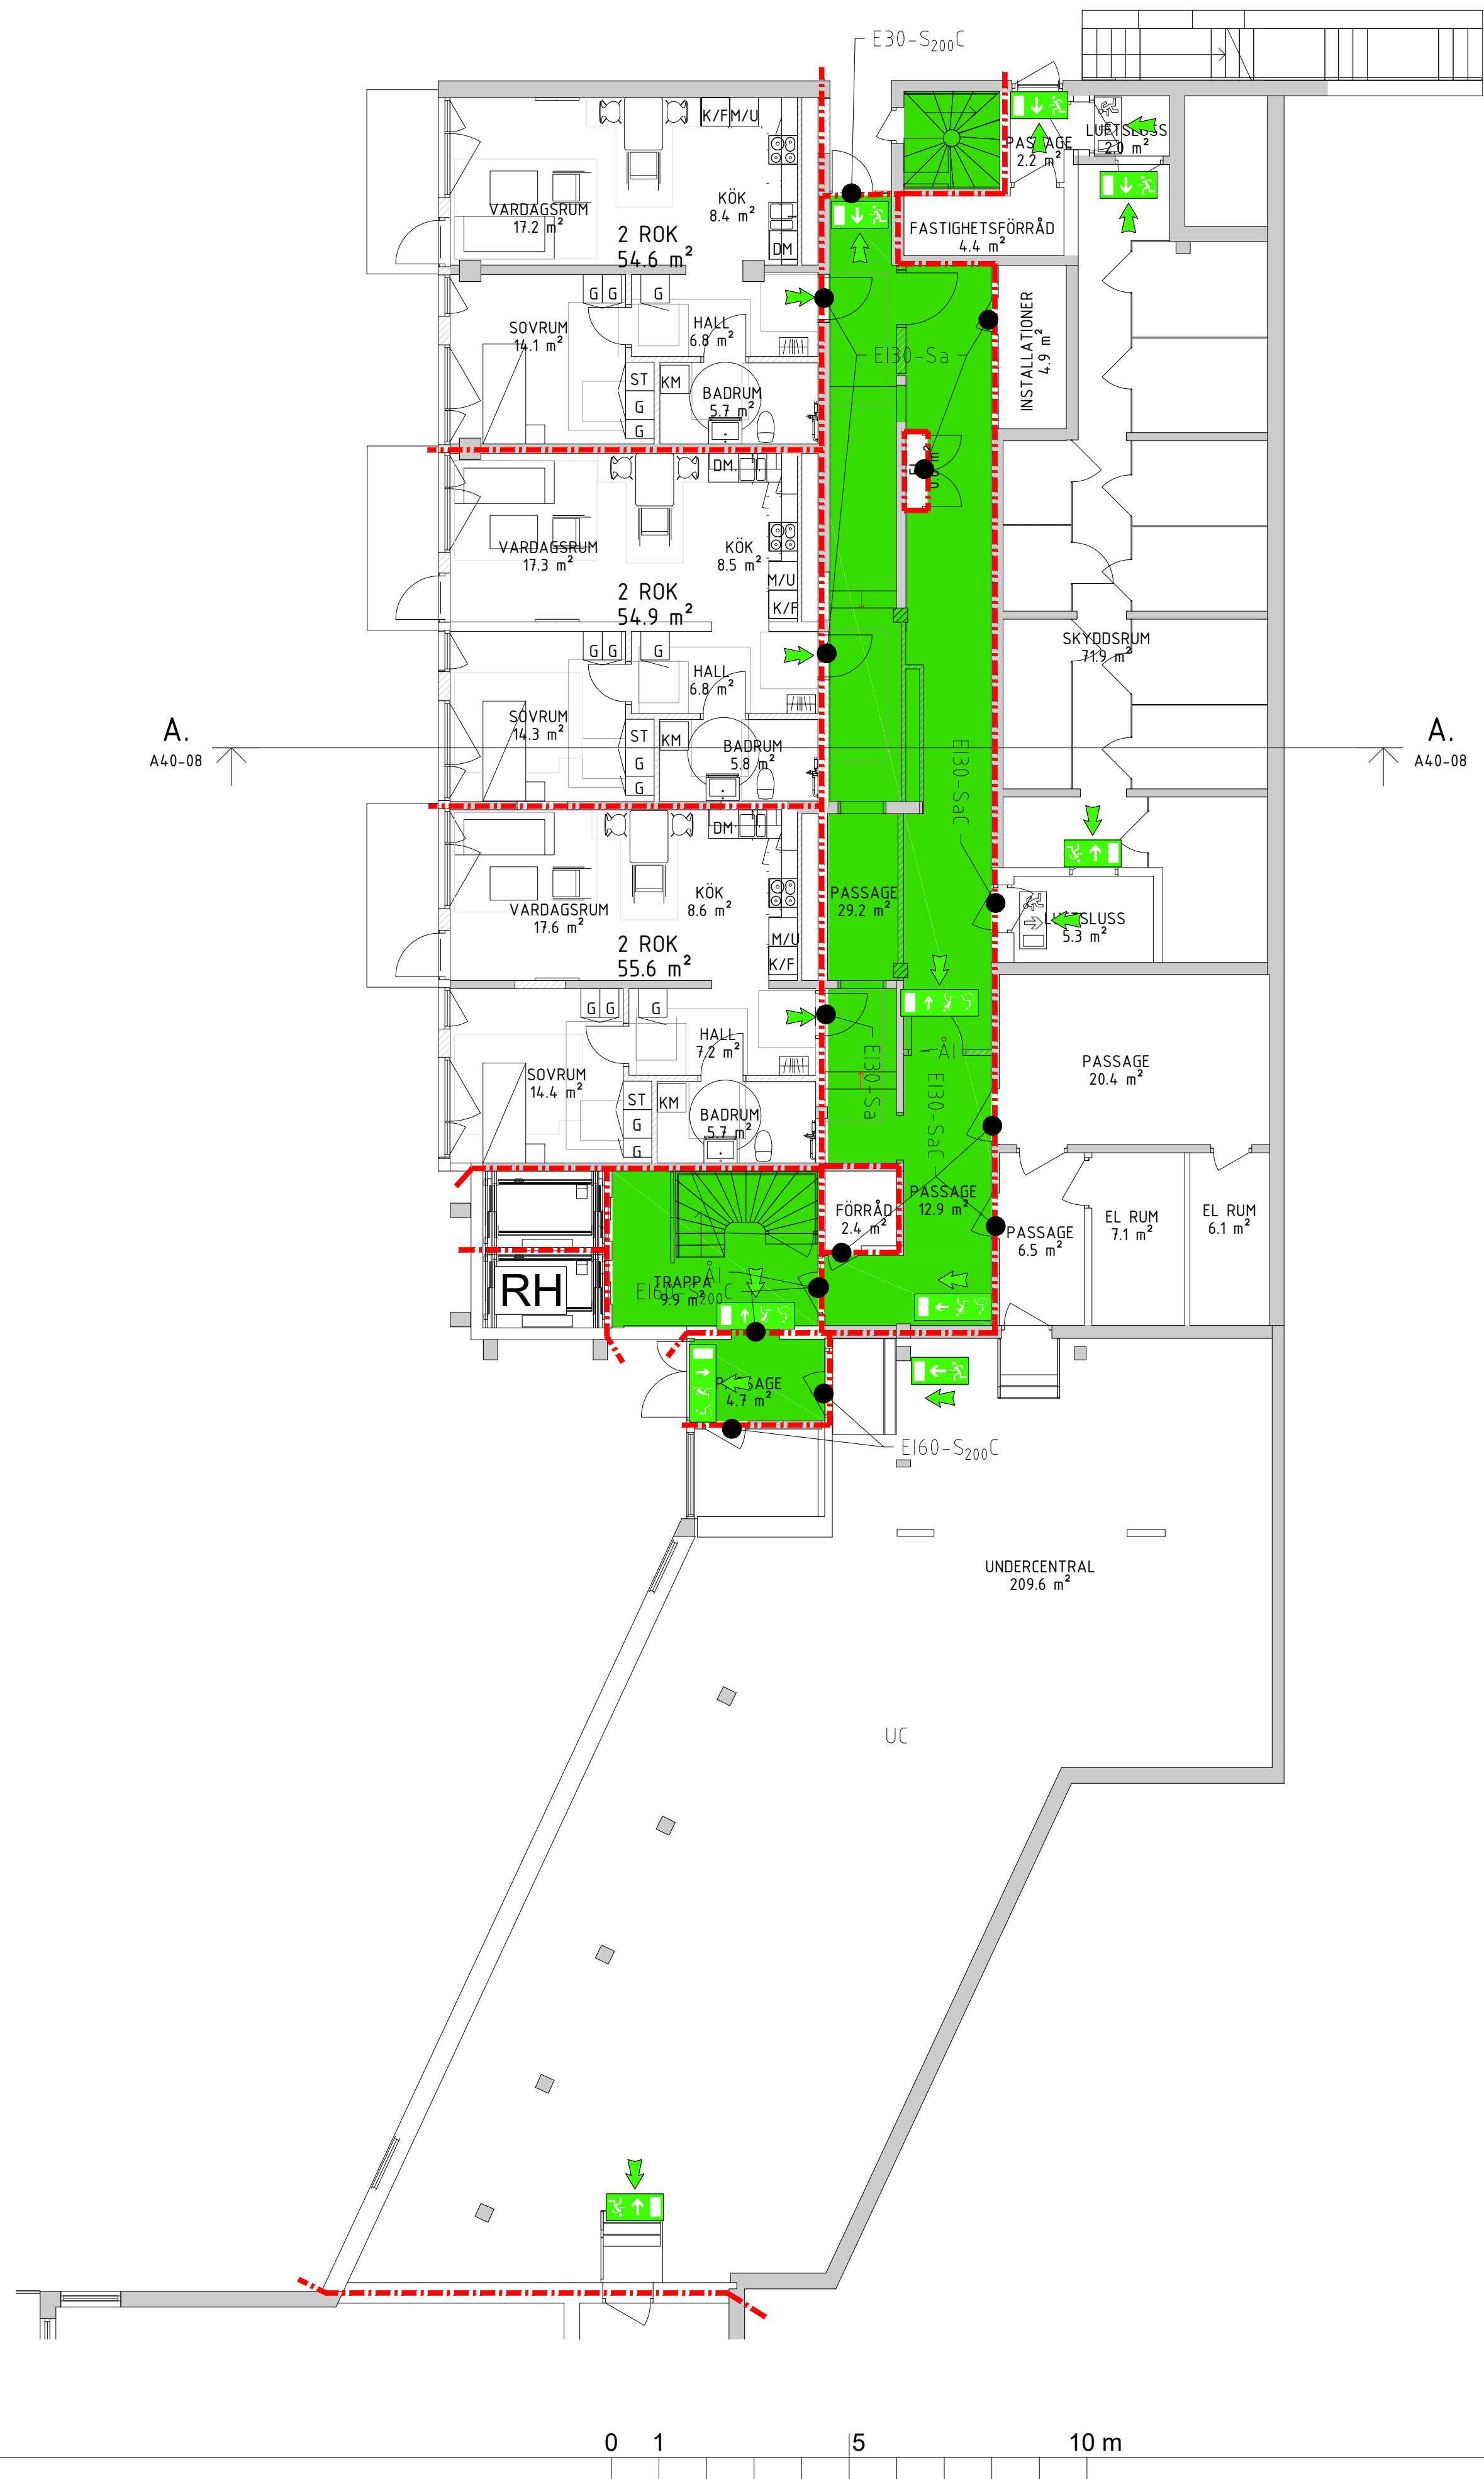 E30-S200C
K/F M/U
LUFTSLUSS
2.0 m²
PASSAGE
2.2 m²
VARDAGSRUM
17.2 m²
KÖK
8.4 m²
2 ROK
54.6 m²
DM
FASTIGHETSFÖRRÅD
4.4 m²
G G
G
SOVRUM
14.1 m²
HALL
6.8 m²
EI30-Sa
INSTALLATIONER
4.9 m²
ST
KM
G
G
BADRUM
5.7 m²
DM
VARDAGSRUM
17.3 m²
KÖK
8.5 m²
M/U
K/F
2 ROK
54.9 m²
SKYDDSRUM
71.9 m²
G G
G
HALL
6.8 m²
SOVRUM
14.3 m²
ST
KM
G
G
BADRUM
5.8 m²
A.
A40-08
A.
A40-08
EI30-SaC
DM
VARDAGSRUM
17.6 m²
KÖK
8.6 m²
PASSAGE
29.2 m²
LUFTSLUSS
5.3 m²
M/U
K/F
2 ROK
55.6 m²
G G
G
HALL
7.2 m²
EI30-Sa
ÅI
EI30-SaC
PASSAGE
20.4 m²
SOVRUM
14.4 m²
ST
KM
G
G
BADRUM
5.7 m²
FÖRRÅD
2.4 m²
PASSAGE
12.9 m²
PASSAGE
6.5 m²
EL RUM
7.1 m²
EL RUM
6.1 m²
RH
ÅI
TRAPPA
9.9 m²
EI60-S200C
PASSAGE
4.7 m²
EI60-S200C
UNDERCENTRAL
209.6 m²
UC
0 1 5 10 m